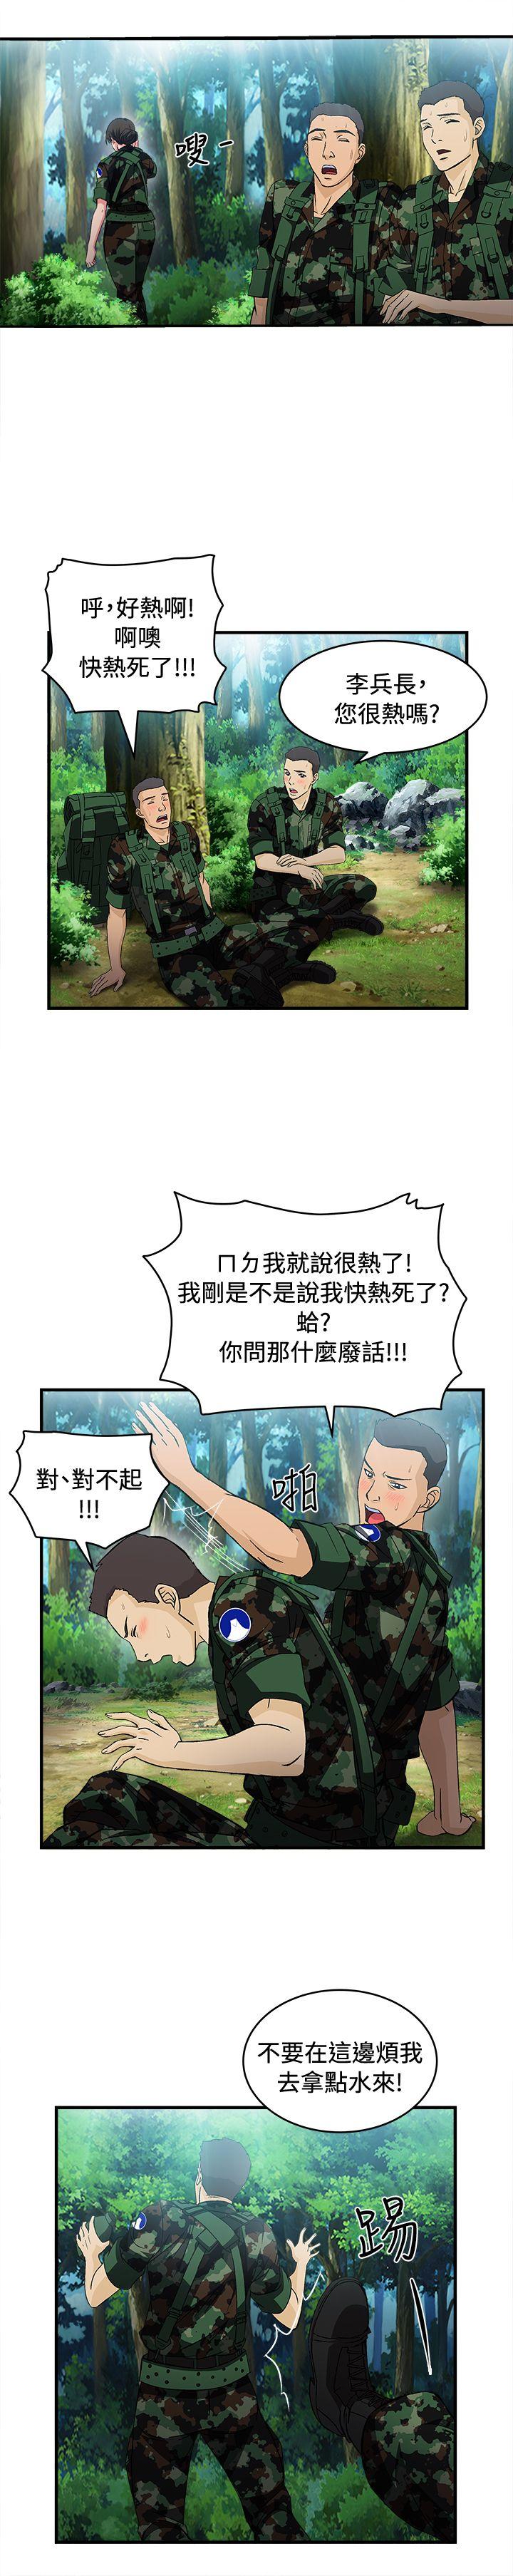 嗖-
呼,好熱啊!
啊噢
快熱死了!!!
李兵長,
您很熱嗎?
ㄇㄉ我就說很熱了!
我剛是不是說我快熱死了?
蛤?
你問那什麼廢話!!!
啪
對、對不起
!!!
不要在這邊煩我
去拿點水來!
踢